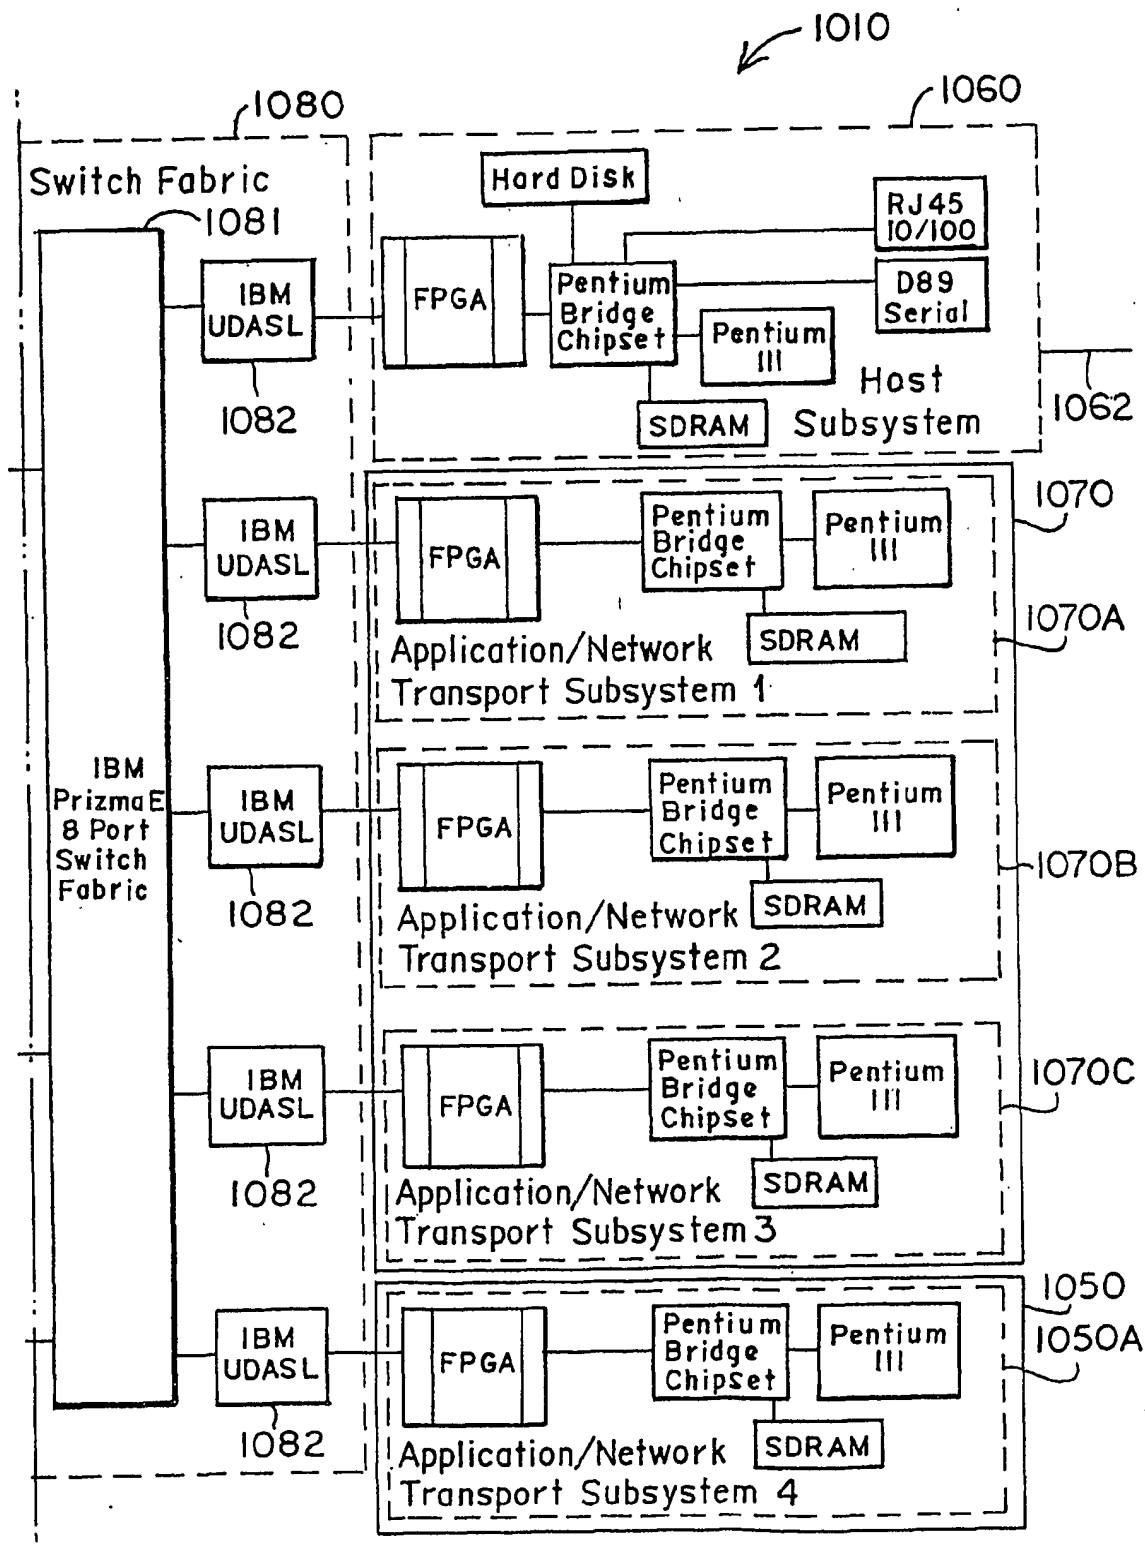 1010
1080
1060
Switch Fabric
1081
Hard Disk
RJ45
10/100
IBM
UDASL
FPGA
Pentium
Bridge
Chipset
D89
Serial
Pentium
III
1082
SDRAM
Host
Subsystem
1062
IBM
UDASL
FPGA
Pentium
Bridge
Chipset
Pentium
III
1070
1082
SDRAM
1070A
Application/Network
Transport Subsystem 1
IBM
PrizmaE
8 Port
Switch
Fabric
IBM
UDASL
FPGA
Pentium
Bridge
Chipset
Pentium
III
1070B
1082
SDRAM
Application/Network
Transport Subsystem 2
IBM
UDASL
FPGA
Pentium
Bridge
Chipset
Pentium
III
1070C
1082
SDRAM
Application/Network
Transport Subsystem 3
1050
IBM
UDASL
FPGA
Pentium
Bridge
Chipset
Pentium
III
1050A
1082
SDRAM
Application/Network
Transport Subsystem 4